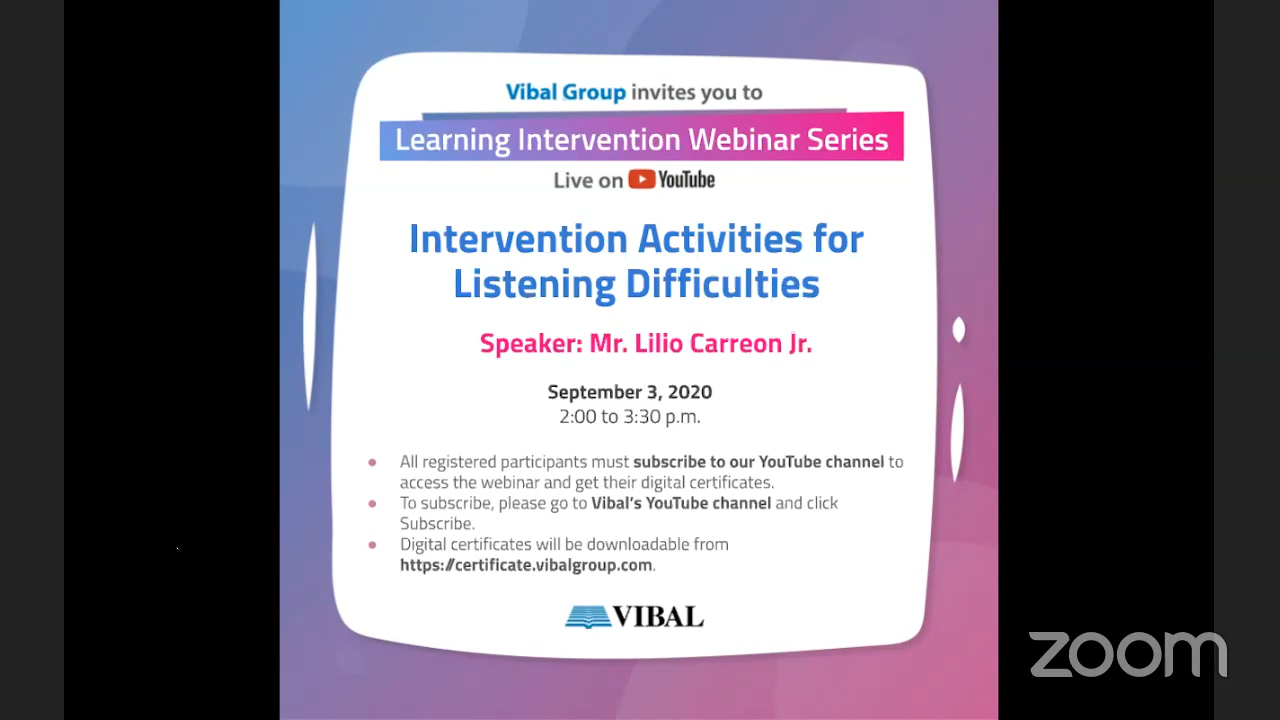 Vibal Group invites you to
Learning Intervention Webinar Series
Live on YouTube
Intervention Activities for
Listening Difficulties
Speaker: Mr. Lilio Carreon Jr.
September 3, 2020
2:00 to 3:30 p.m.
• All registered participants must subscribe to our YouTube channel to
access the webinar and get their digital certificates.
• To subscribe, please go to Vibal's YouTube channel and click
Subscribe.
• Digital certificates will be downloadable from
https://certificate.vibalgroup.com.
VIBAL
zoom